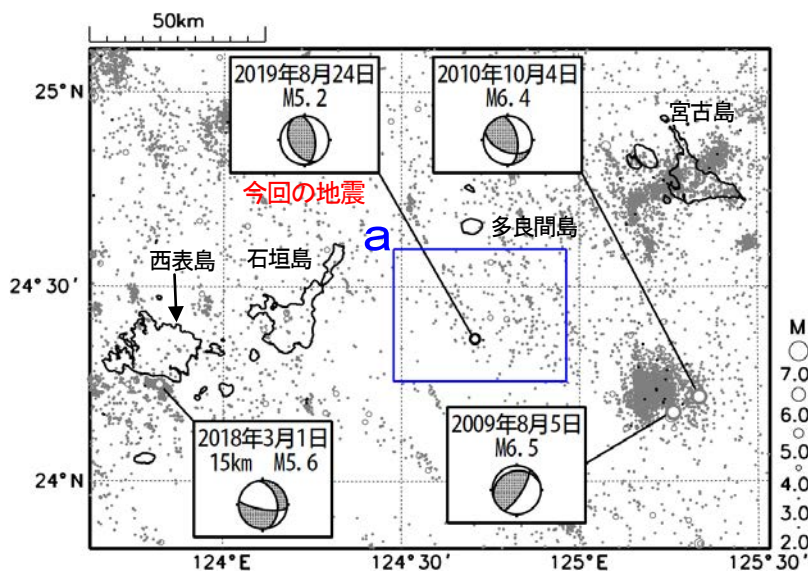 50km
25°N
24°30′
24°N
124°E
124°30′
125°E
125°30′
2019年8月24日
M5.2
今回の地震
2010年10月4日
M6.4
宮古島
多良間島
a
石垣島
西表島
2018年3月1日
15km M5.6
2009年8月5日
M6.5
M
7.0
6.0
5.0
4.0
3.0
2.0